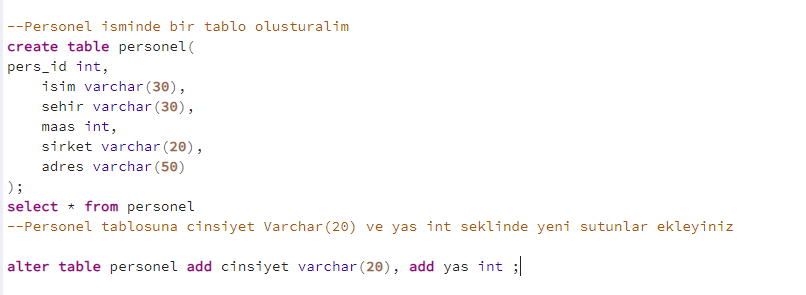 --Personel isminde bir tablo olusturalim
create table personel(
pers_id int,
    isim varchar(30),
    sehir varchar(30),
    maas int,
    sirket varchar(20),
    adres varchar(50)
);
select * from personel
--Personel tablosuna cinsiyet Varchar(20) ve yas int seklinde yeni sutunlar ekleyiniz
alter table personel add cinsiyet varchar(20), add yas int ;